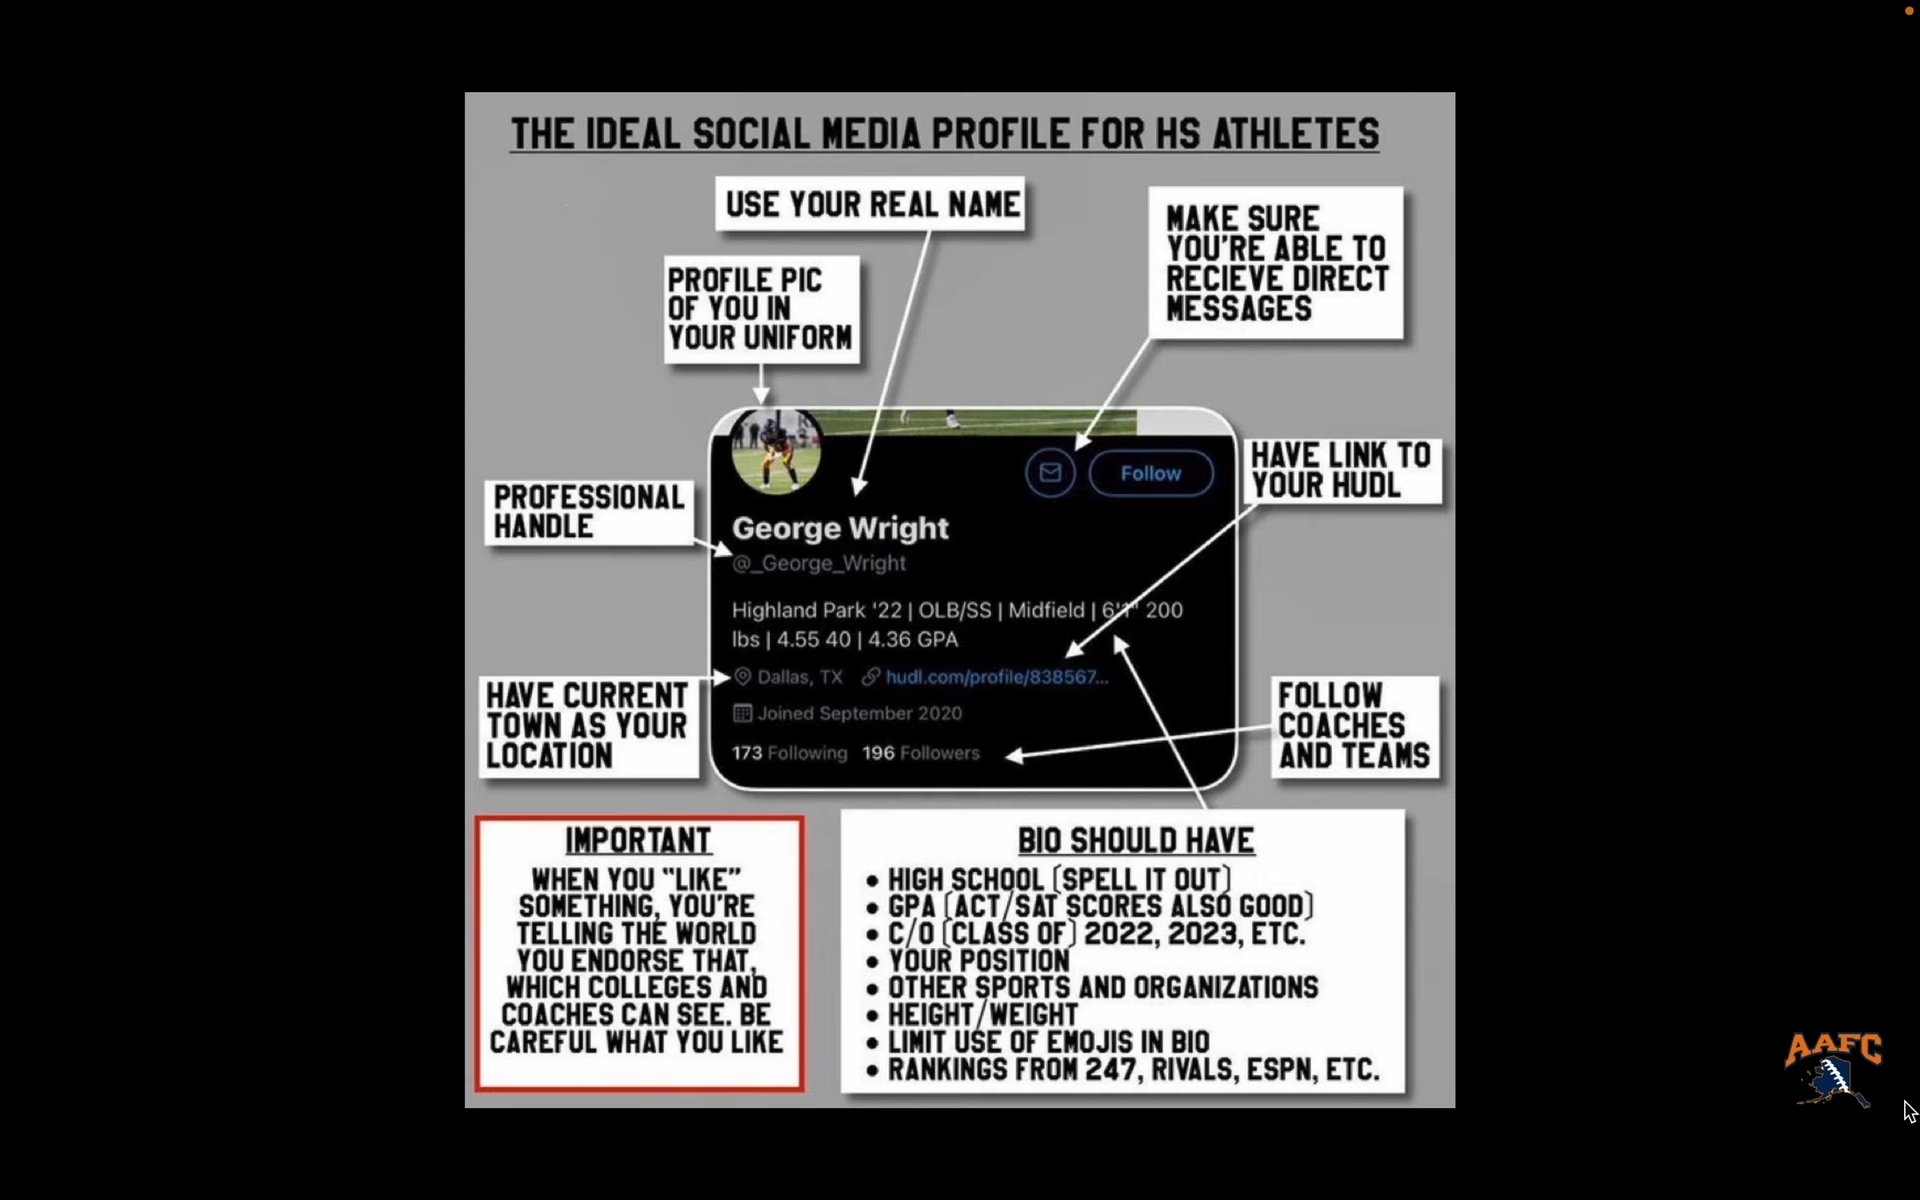 THE IDEAL SOCIAL MEDIA PROFILE FOR HS ATHLETES
USE YOUR REAL NAME
MAKE SURE
YOU'RE ABLE TO
RECIEVE DIRECT
MESSAGES
PROFILE PIC
OF YOU IN
YOUR UNIFORM
Follow
HAVE LINK TO
YOUR HUDL
PROFESSIONAL
HANDLE
George Wright
@_George_Wright
Highland Park '22 | OLB/SS | Midfield | 6'1" 200
lbs | 4.55 40 | 4.36 GPA
Dallas, TX hudl.com/profile/838567...
Joined September 2020
173 Following 196 Followers
HAVE CURRENT
TOWN AS YOUR
LOCATION
FOLLOW
COACHES
AND TEAMS
IMPORTANT
WHEN YOU "LIKE"
SOMETHING, YOU'RE
TELLING THE WORLD
YOU ENDORSE THAT,
WHICH COLLEGES AND
COACHES CAN SEE. BE
CAREFUL WHAT YOU LIKE
BIO SHOULD HAVE
• HIGH SCHOOL (SPELL IT OUT)
• GPA (ACT/SAT SCORES ALSO GOOD)
• C/O (CLASS OF) 2022, 2023, ETC.
• YOUR POSITION
• OTHER SPORTS AND ORGANIZATIONS
• HEIGHT/WEIGHT
• LIMIT USE OF EMOJIS IN BIO
• RANKINGS FROM 247, RIVALS, ESPN, ETC.
AAFC